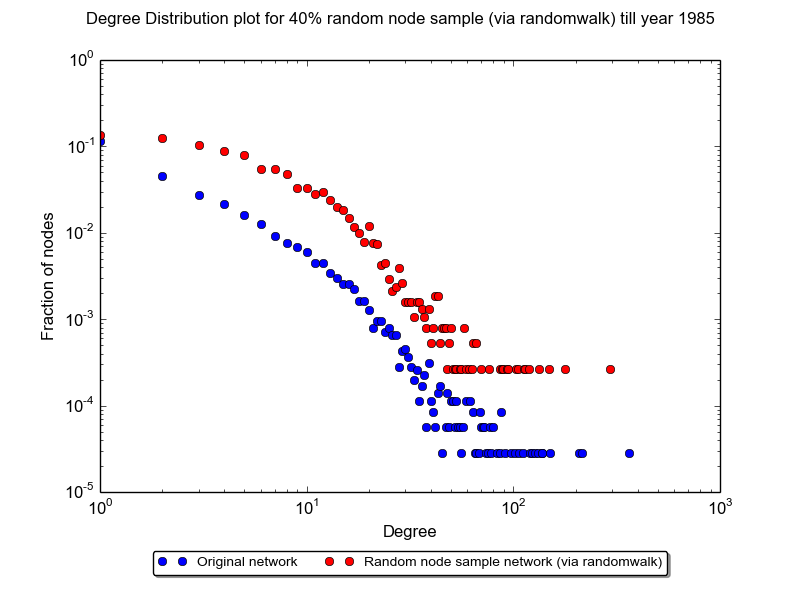 Degree Distribution plot for 40% random node sample (via randomwalk) till year 1985
Fraction of nodes
10^0
10^-1
10^-2
10^-3
10^-4
10^-5
10^0 10^1 10^2 10^3
Degree
Original network Random node sample network (via randomwalk)